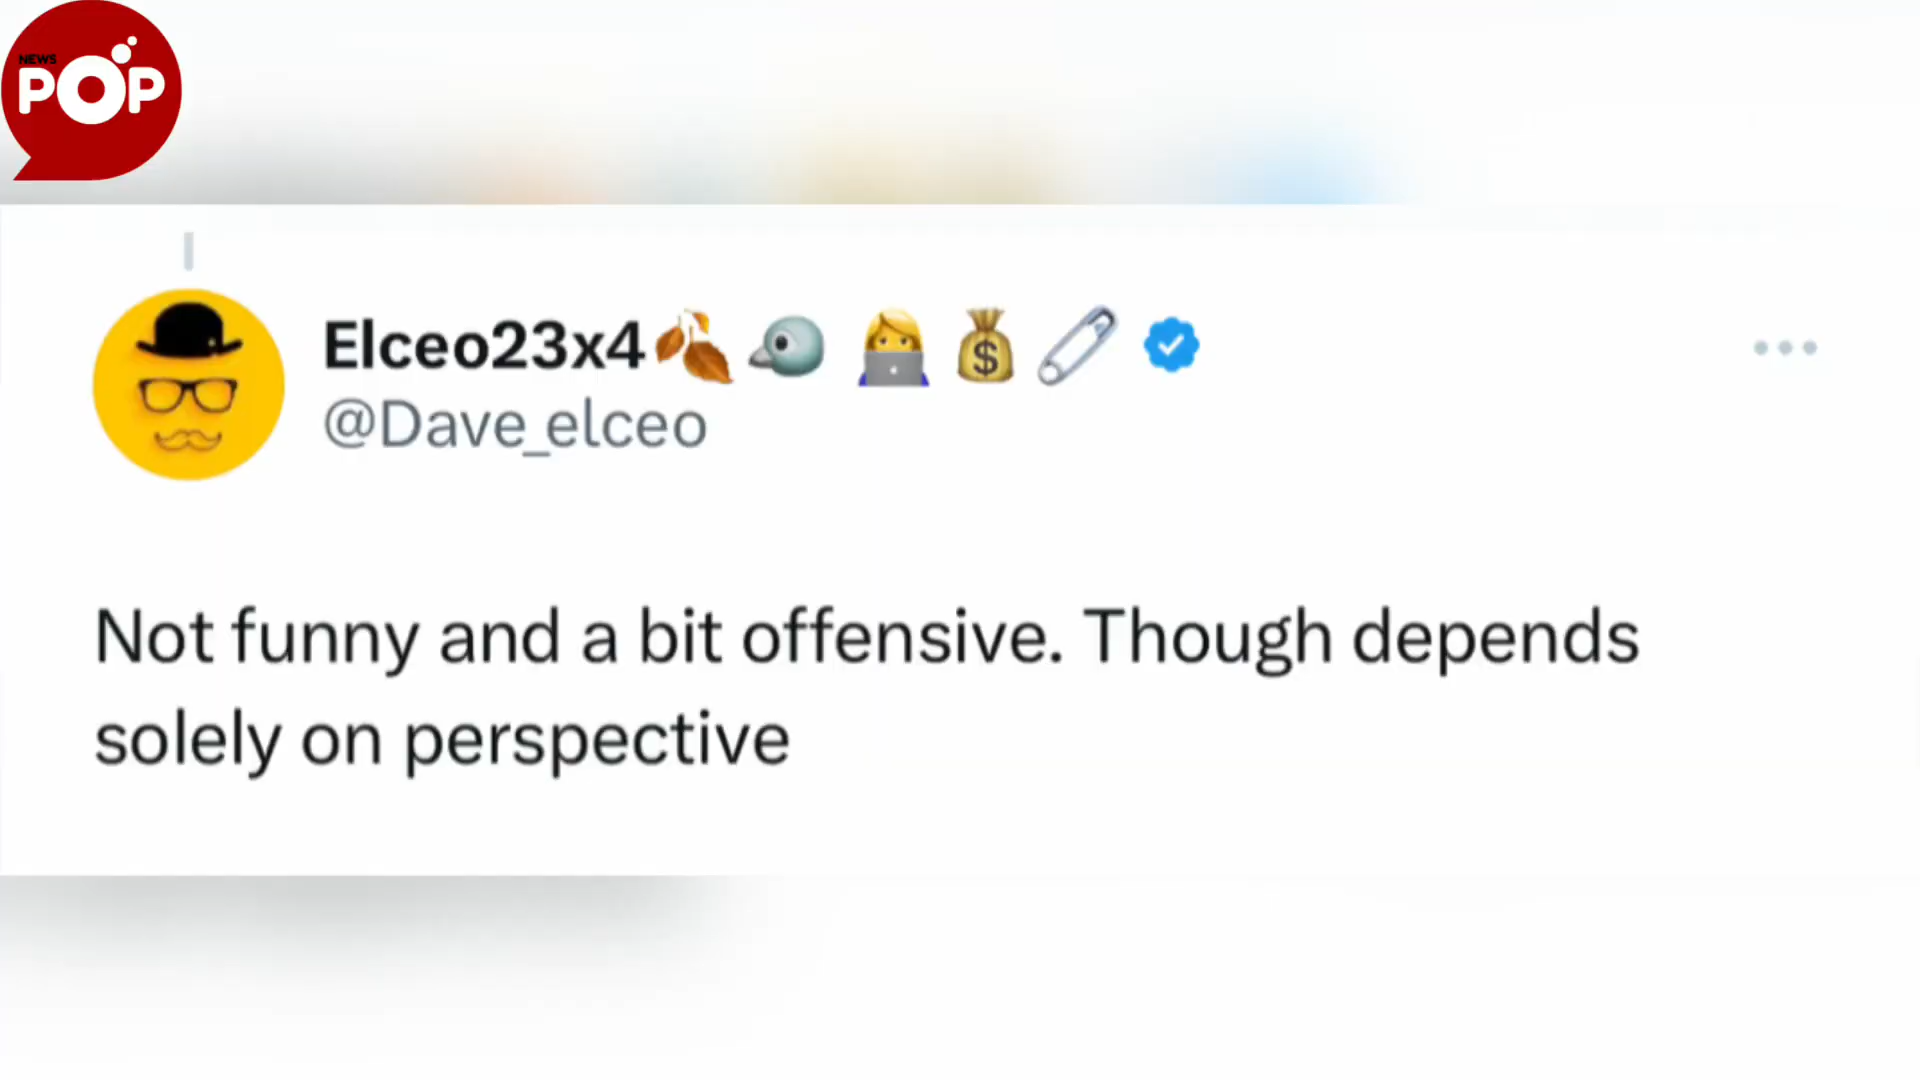 NEWS
POP
Elceo23x4🍂🐦👩‍💻💰🧷
@Dave_elceo
Not funny and a bit offensive. Though depends
solely on perspective